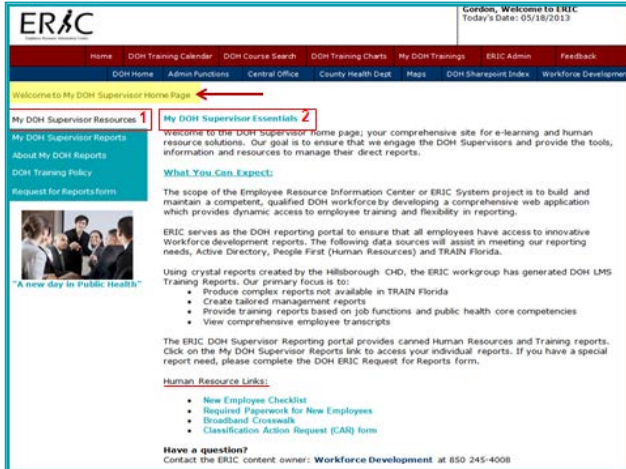 Gordon, Welcome to ERIC
Today's Date: 05/18/2013
ERIC
Employee Resource Information Center
Home DOH Training Calendar DOH Course Search DOH Training Charts My DOH Trainings ERIC Admin Feedback
DOH Home Admin Functions Central Office County Health Dept Maps DOH Sharepoint Index Workforce Development
Welcome to My DOH Supervisor Home Page
My DOH Supervisor Resources 1
My DOH Supervisor Reports
About My DOH Reports
DOH Training Policy
Request for Reports form
"A new day in Public Health"
My DOH Supervisor Essentials 2
Welcome to the DOH Supervisor home page; your comprehensive site for e-learning and human
resource solutions. Our goal is to ensure that we engage the DOH Supervisors and provide the tools,
information and resources to manage their direct reports.
What You Can Expect:
The scope of the Employee Resource Information Center or ERIC System project is to build and
maintain a competent, qualified DOH workforce by developing a comprehensive web application
which provides dynamic access to employee training and flexibility in reporting.
ERIC serves as the DOH reporting portal to ensure that all employees have access to innovative
Workforce development reports. The following data sources will assist in meeting our reporting
needs, Active Directory, People First (Human Resources) and TRAIN Florida.
Using crystal reports created by the Hillsborough CHD, the ERIC workgroup has generated DOH LMS
Training Reports. Our primary focus is to:
• Produce complex reports not available in TRAIN Florida
• Create tailored management reports
• Provide training reports based on job functions and public health core competencies
• View comprehensive employee transcripts
The ERIC DOH Supervisor Reporting portal provides canned Human Resources and Training reports.
Click on the My DOH Supervisor Reports link to access your individual reports. If you have a special
report need, please complete the DOH ERIC Request for Reports form.
Human Resource Links:
• New Employee Checklist
• Required Paperwork for New Employees
• Broadband Crosswalk
• Classification Action Request (CAR) form
Have a question?
Contact the ERIC content owner: Workforce Development at 850 245-4008